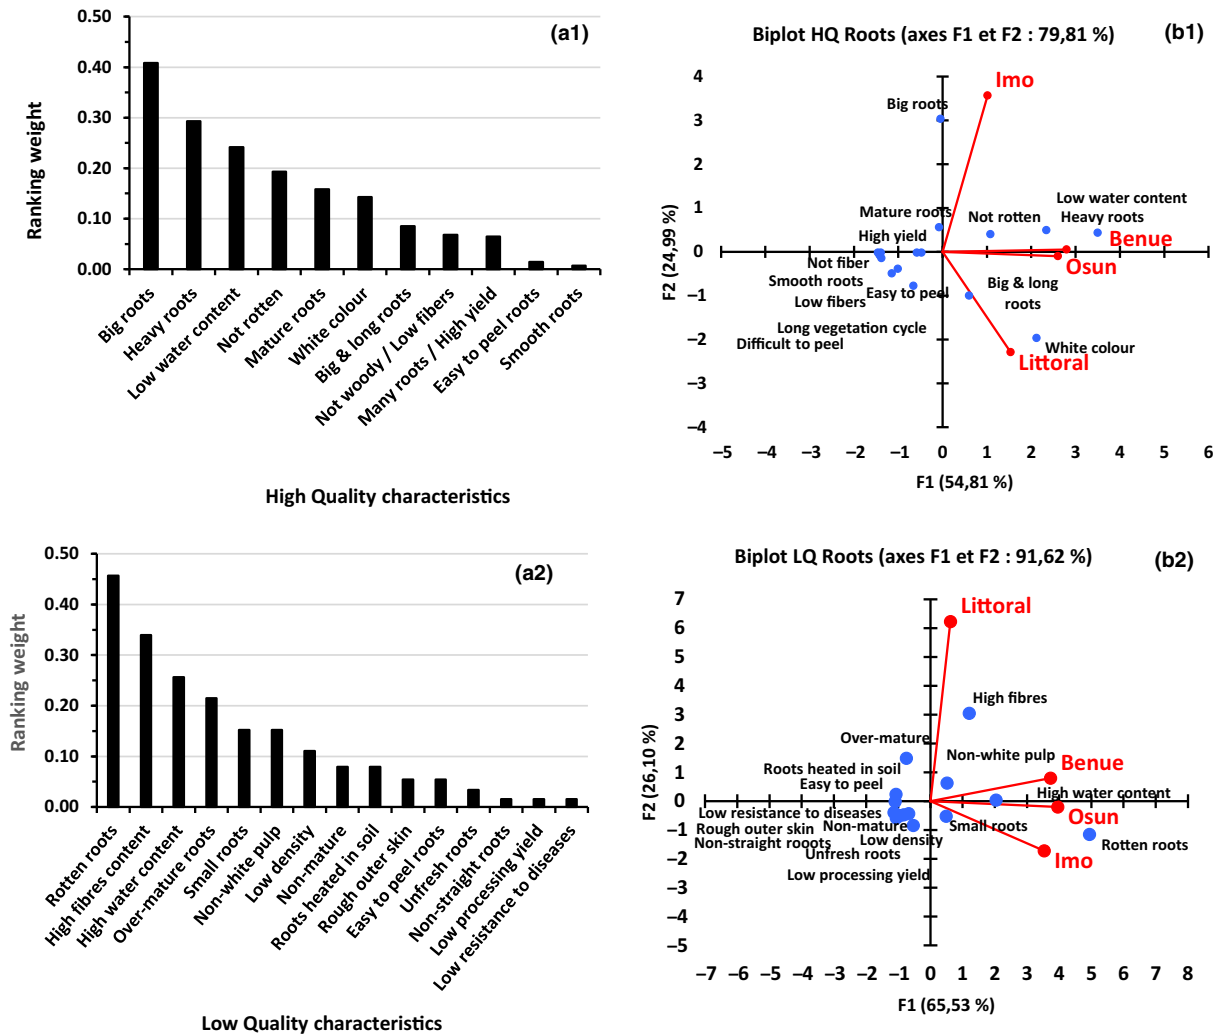 (a1)
0.50
0.40
0.30
0.20
0.10
0.00
Ranking weight
Big roots
Heavy roots
Low water content
Not rotten
Mature roots
White colour
Big & long roots
Not woody / Low fibers
Many roots / High yield
Easy to peel roots
Smooth roots
High Quality characteristics
(b1)
Biplot HQ Roots (axes F1 et F2 : 79,81 %)
4
3
2
1
0
–1
–2
–3
–4
F2 (24,99 %)
Imo
Big roots
Low water content
Mature roots
Not rotten
Heavy roots
High yield
Benue
Not fiber
Osun
Smooth roots
Big & long
roots
Low fibers
Easy to peel
Long vegetation cycle
Difficult to peel
White colour
Littoral
–5 –4 –3 –2 –1 0 1 2 3 4 5 6
F1 (54,81 %)
(a2)
0.50
0.40
0.30
0.20
0.10
0.00
Ranking weight
Rotten roots
High fibres content
High water content
Over-mature roots
Small roots
Non-white pulp
Low density
Non-mature
Roots heated in soil
Rough outer skin
Easy to peel roots
Unfresh roots
Non-straight roots
Low processing yield
Low resistance to diseases
Low Quality characteristics
(b2)
Biplot LQ Roots (axes F1 et F2 : 91,62 %)
7
6
5
4
3
2
1
0
–1
–2
–3
–4
–5
F2 (26,10 %)
Littoral
High fibres
Over-mature
Non-white pulp
Roots heated in soil
Benue
Easy to peel
High water content
Low resistance to diseases
Osun
Rough outer skin
Non-mature
Small roots
Non-straight rooots
Low density
Rotten roots
Unfresh roots
Imo
Low processing yield
–7 –6 –5 –4 –3 –2 –1 0 1 2 3 4 5 6 7 8
F1 (65,53 %)